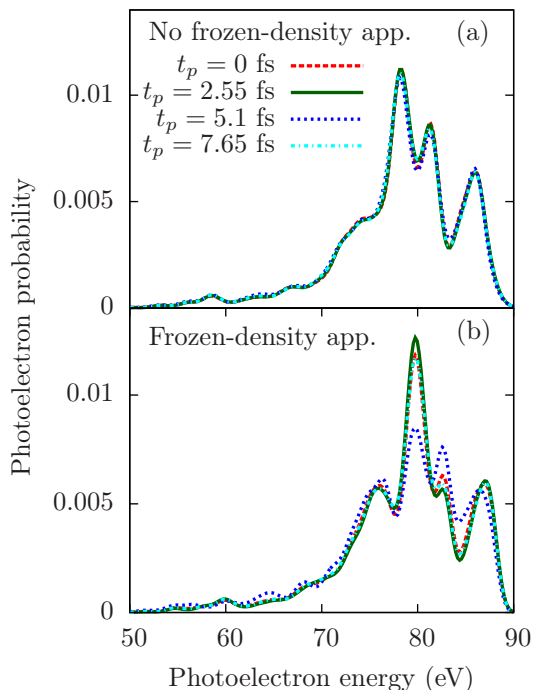 No frozen-density app. (a)
t_p = 0 fs
t_p = 2.55 fs
t_p = 5.1 fs
t_p = 7.65 fs
0.01
0.005
0
Photoelectron probability
Frozen-density app. (b)
0.01
0.005
0
50 60 70 80 90
Photoelectron energy (eV)